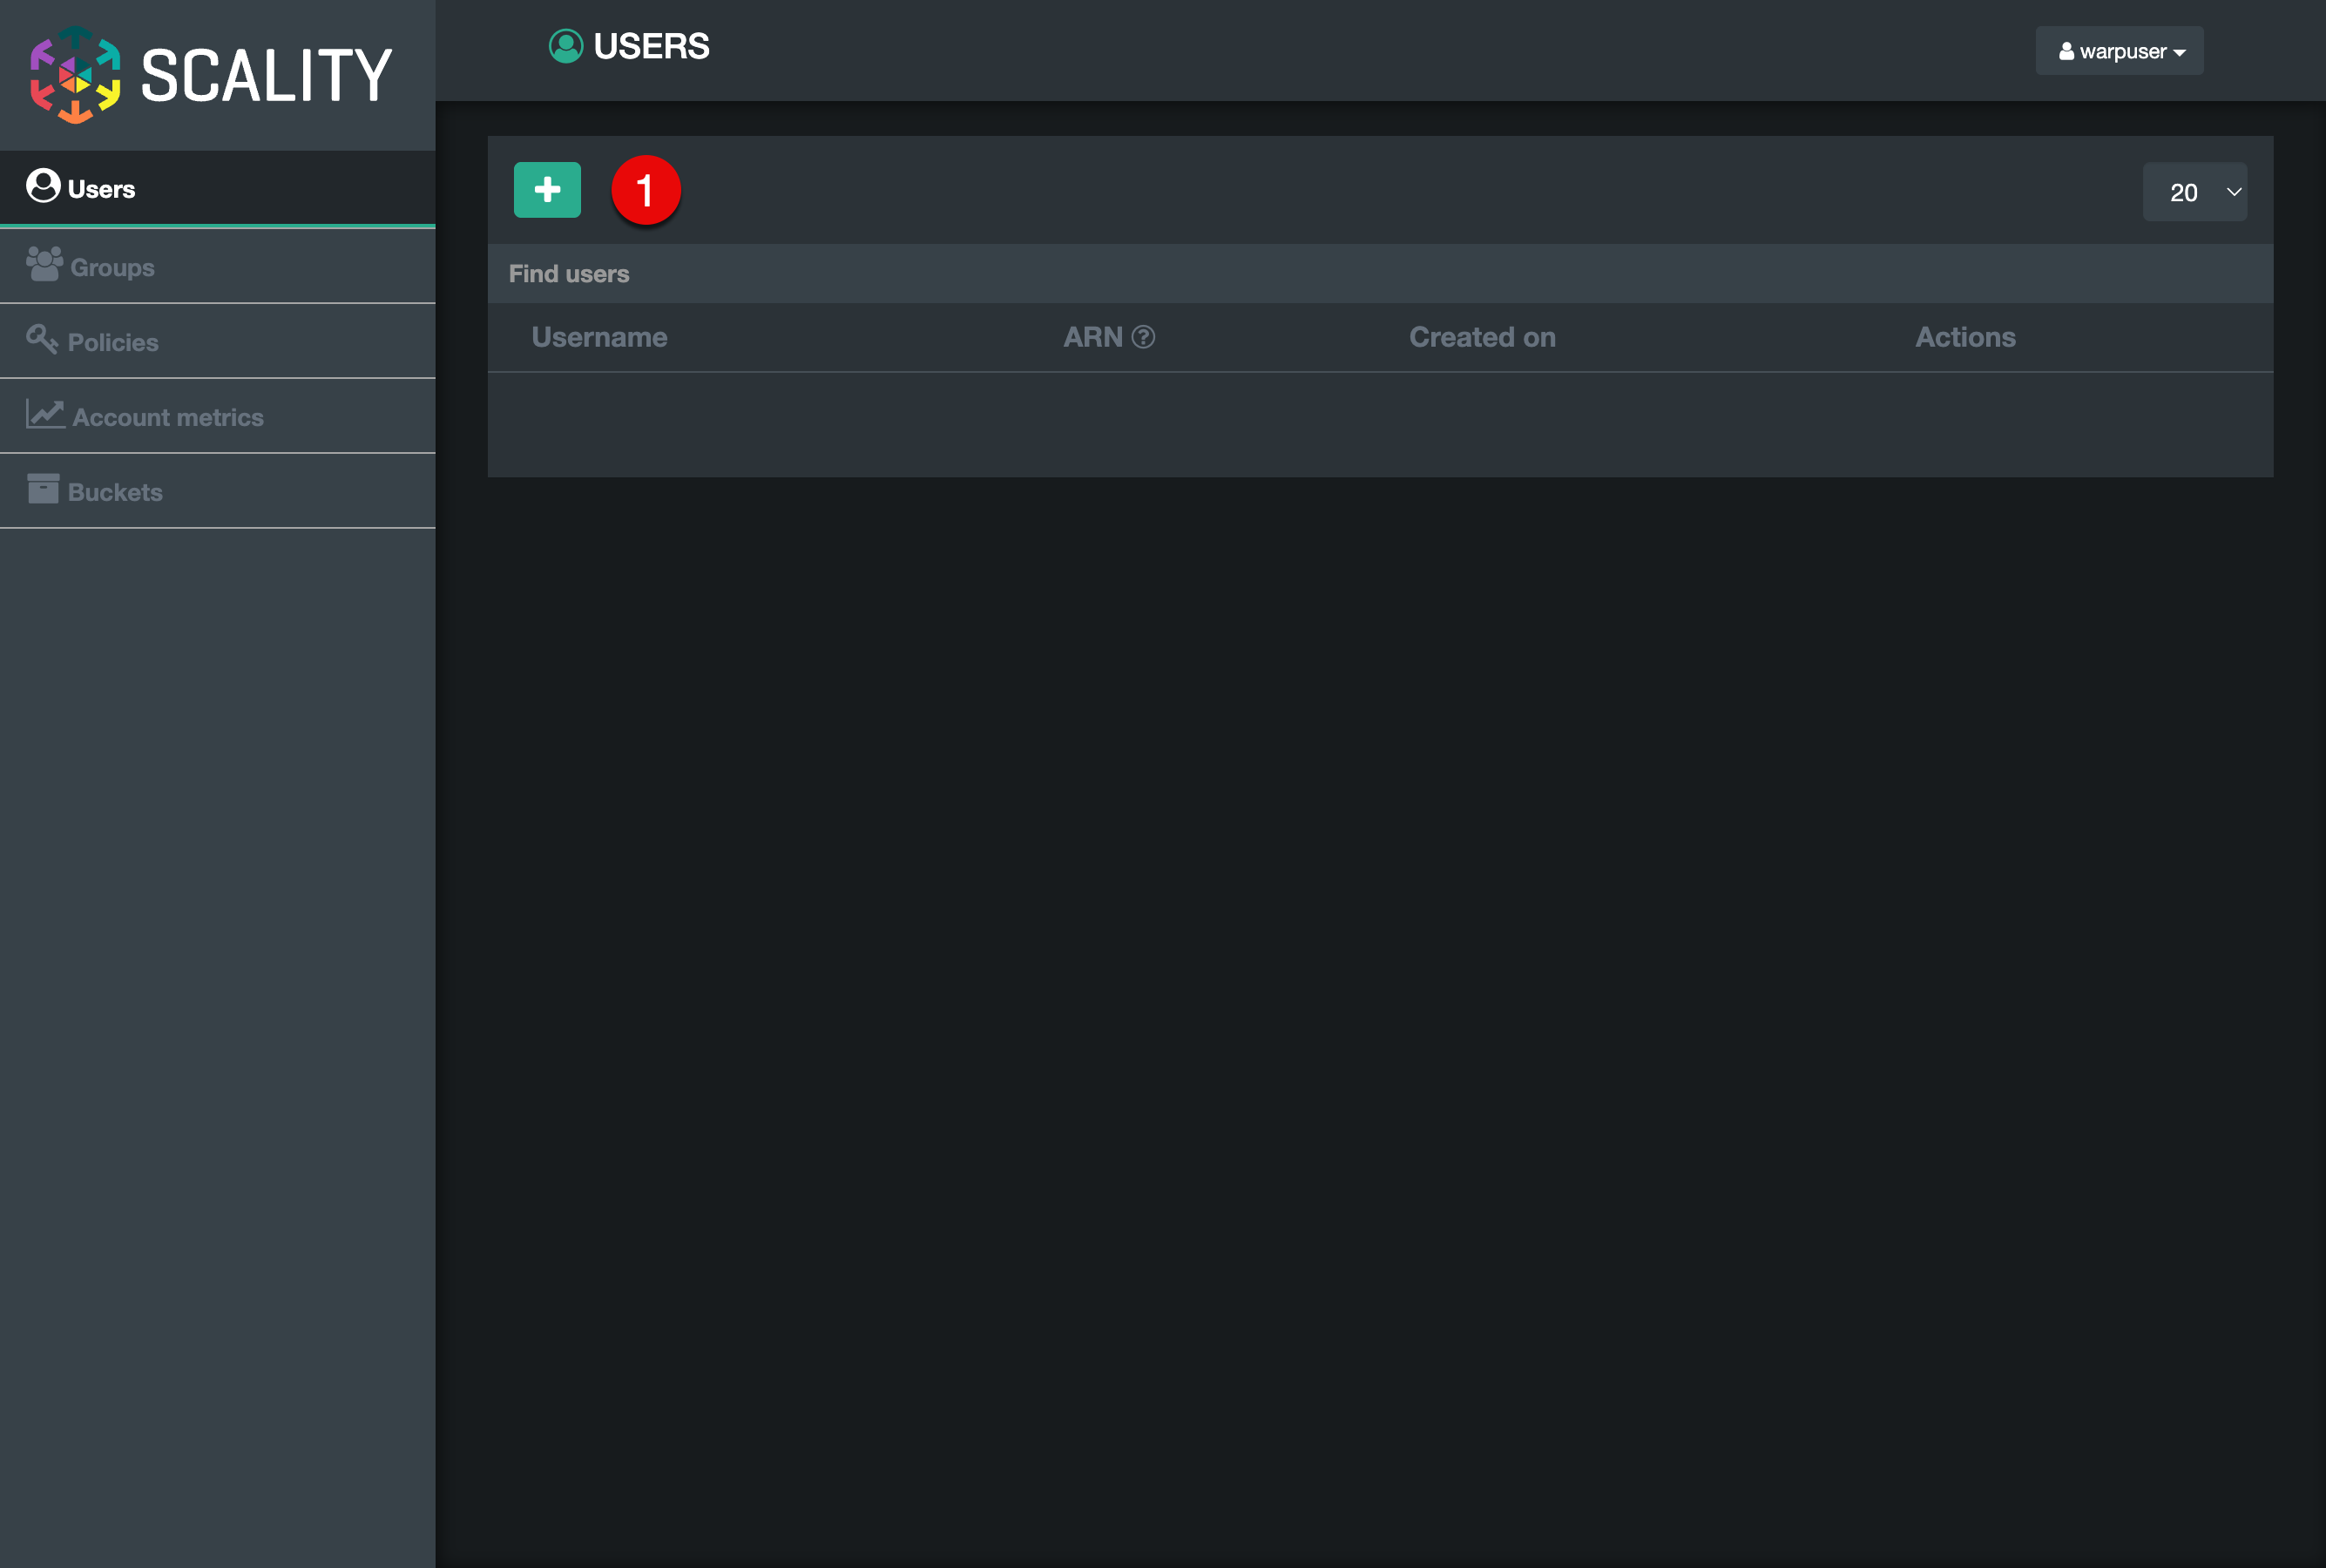 SCALITY
USERS
warpuser
Users
Groups
Policies
Account metrics
Buckets
1
20
Find users
Username ARN ? Created on Actions